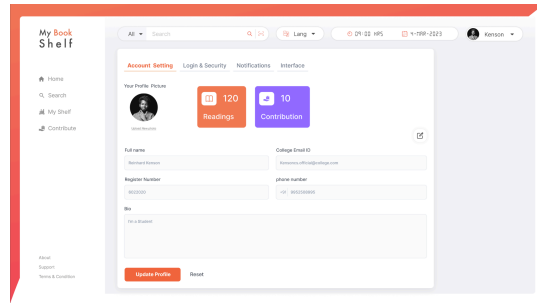 My Book
Shelf
All
Search
Lang
09:00 HRS
4-MAR-2023
Kenson
Home
Search
My Shelf
Contribute
Account Setting
Login & Security
Notifications
Interface
Your Profile Picture
120
Readings
10
Contribution
Full name
College Email ID
Register Number
phone number
+91
Bio
I'm a Student
Update Profile
Reset
About
Support
Terms & Condition